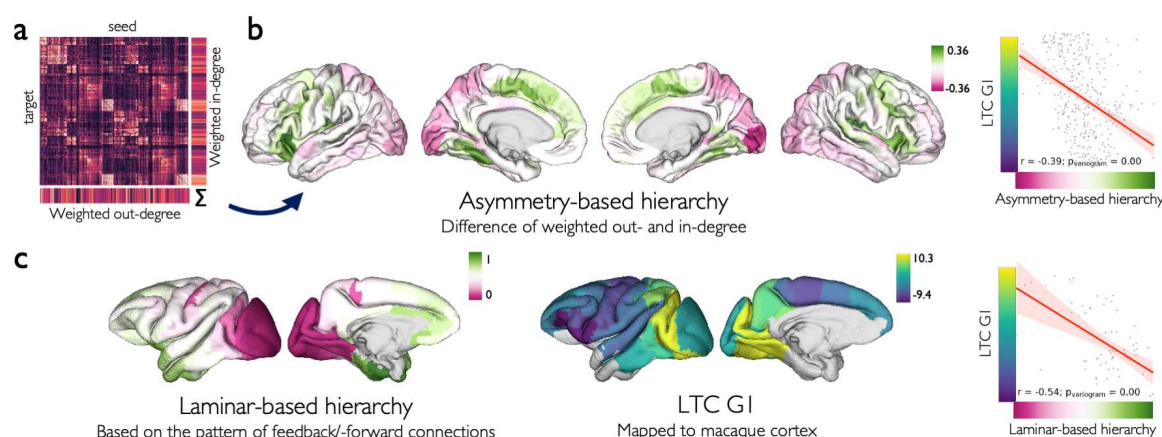 a
seed
target
Weighted in-degree
Weighted out-degree
Σ
b
0.36
-0.36
Asymmetry-based hierarchy
Difference of weighted out- and in-degree
LTC G1
r = -0.39; pvariogram = 0.00
Asymmetry-based hierarchy
c
1
0
Laminar-based hierarchy
Based on the pattern of feedback/-forward connections
10.3
-9.4
LTC G1
Mapped to macaque cortex
LTC G1
r = -0.54; pvariogram = 0.00
Laminar-based hierarchy